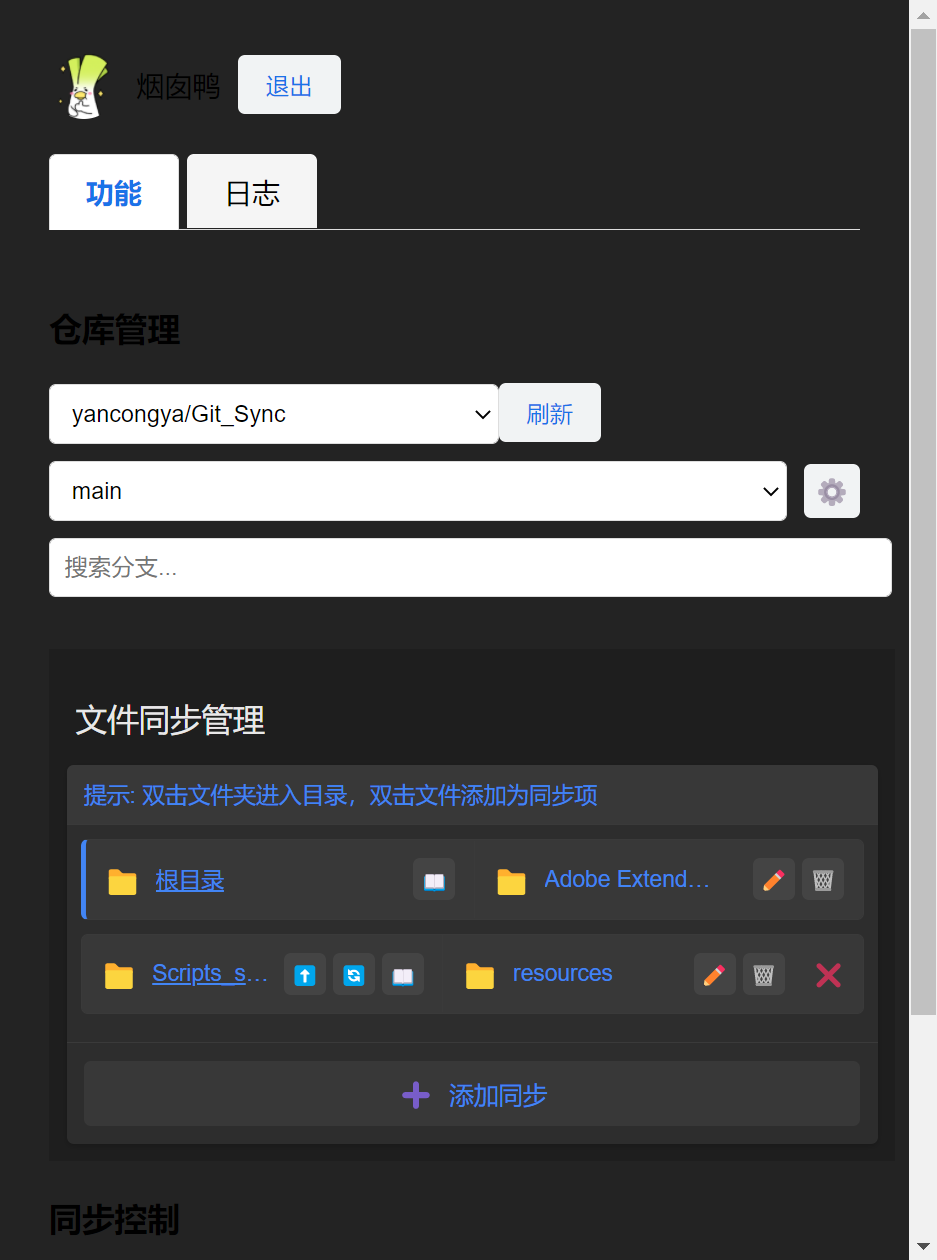 烟囱鸭 退出
功能 日志
仓库管理
yancongya/Git_Sync 刷新
main
搜索分支...
文件同步管理
提示: 双击文件夹进入目录，双击文件添加为同步项
根目录 Adobe Extend...
Scripts_s... resources
添加同步
同步控制